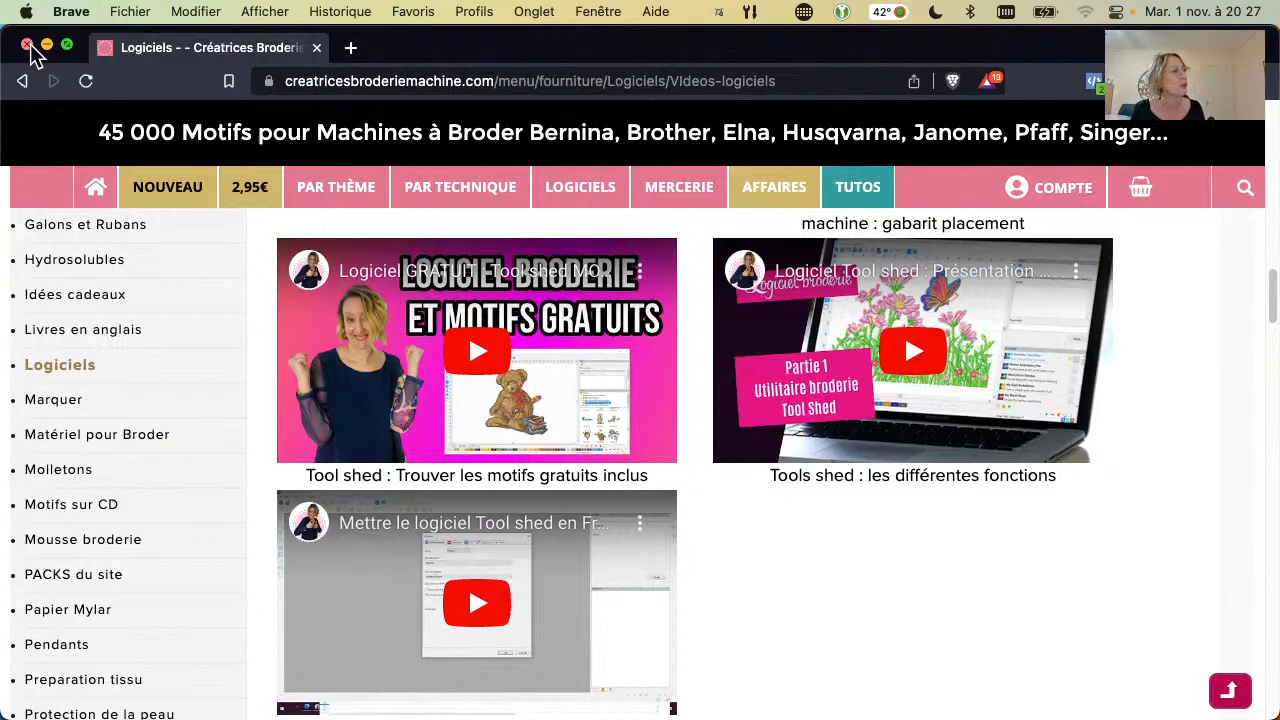 Brave Fichier Modifier Afficher Historique Favoris Profils Onglet Fenêtre Aide 42° Mar. 1 nov. à 20 27
Logiciels - - Créatrices Broderie
creatricesbroderiemachine.com/menu/fourniture/Logiciels/VIdeos-logiciels
13
2
45 000 Motifs pour Machines à Broder Bernina, Brother, Elna, Husqvarna, Janome, Pfaff, Singer...
NOUVEAU 2,95€ PAR THÈME PAR TECHNIQUE LOGICIELS MERCERIE AFFAIRES TUTOS COMPTE
Galons et Rubans
Hydrosolubles
Idées cadeaux
Livres en anglais
Logiciels
Marquer
Matériel pour Broder
Molletons
Motifs sur CD
Mousse broderie
PACKS du site
Papier Mylar
Pendants
Preparation tissu
Protection de la peau
machine : gabarit placement
Logiciel GRATUIT - Tool shed MO...
LOGICIEL BRODERIE
ET MOTIFS GRATUITS
Tool shed : Trouver les motifs gratuits inclus
Logiciel Tool shed : Présentation ...
Logiciel broderie
Partie 1
Utilitaire broderie
Tool Shed
Tools shed : les différentes fonctions
Mettre le logiciel Tool shed en Fr...